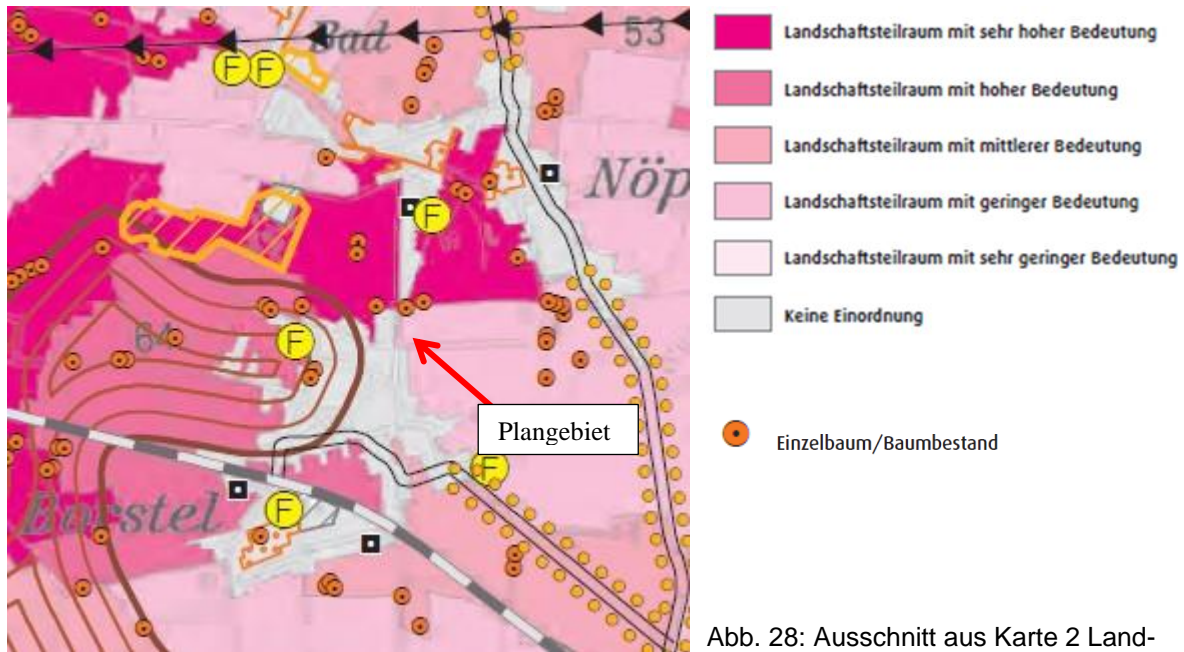 Bad
53
F
F
Nöp
F
64
F
Plangebiet
F
Borstel
F
Landschaftsteilraum mit sehr hoher Bedeutung
Landschaftsteilraum mit hoher Bedeutung
Landschaftsteilraum mit mittlerer Bedeutung
Landschaftsteilraum mit geringer Bedeutung
Landschaftsteilraum mit sehr geringer Bedeutung
Keine Einordnung
Einzelbaum/Baumbestand
Abb. 28: Ausschnitt aus Karte 2 Land-